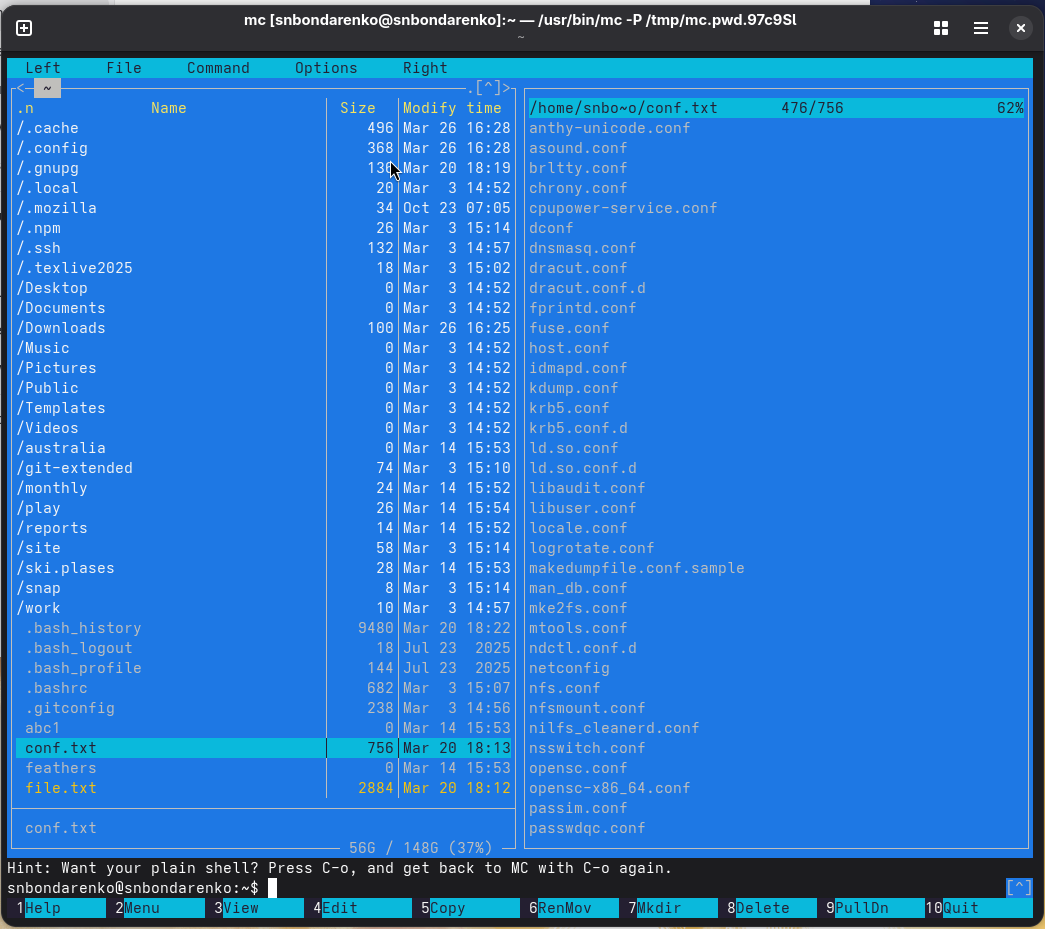 mc [snbondarenko@snbondarenko]:~ — /usr/bin/mc -P /tmp/mc.pwd.97c9Sl
~
Left File Command Options Right
<─ ~ .[^]>
.n Name Size Modify time
/.cache 496 Mar 26 16:28
/.config 368 Mar 26 16:28
/.gnupg 136 Mar 20 18:19
/.local 20 Mar 3 14:52
/.mozilla 34 Oct 23 07:05
/.npm 26 Mar 3 15:14
/.ssh 132 Mar 3 14:57
/.texlive2025 18 Mar 3 15:02
/Desktop 0 Mar 3 14:52
/Documents 0 Mar 3 14:52
/Downloads 100 Mar 26 16:25
/Music 0 Mar 3 14:52
/Pictures 0 Mar 3 14:52
/Public 0 Mar 3 14:52
/Templates 0 Mar 3 14:52
/Videos 0 Mar 3 14:52
/australia 0 Mar 14 15:53
/git-extended 74 Mar 3 15:10
/monthly 24 Mar 14 15:52
/play 26 Mar 14 15:54
/reports 14 Mar 14 15:52
/site 58 Mar 3 15:14
/ski.plases 28 Mar 14 15:53
/snap 8 Mar 3 15:14
/work 10 Mar 3 14:57
.bash_history 9480 Mar 20 18:22
.bash_logout 18 Jul 23 2025
.bash_profile 144 Jul 23 2025
.bashrc 682 Mar 3 15:07
.gitconfig 238 Mar 3 14:56
abc1 0 Mar 14 15:53
conf.txt 756 Mar 20 18:13
feathers 0 Mar 14 15:53
file.txt 2884 Mar 20 18:12
conf.txt
56G / 148G (37%)
/home/snbo~o/conf.txt 476/756 62%
anthy-unicode.conf
asound.conf
brltty.conf
chrony.conf
cpupower-service.conf
dconf
dnsmasq.conf
dracut.conf
dracut.conf.d
fprintd.conf
fuse.conf
host.conf
idmapd.conf
kdump.conf
krb5.conf
krb5.conf.d
ld.so.conf
ld.so.conf.d
libaudit.conf
libuser.conf
locale.conf
logrotate.conf
makedumpfile.conf.sample
man_db.conf
mke2fs.conf
mtools.conf
ndctl.conf.d
netconfig
nfs.conf
nfsmount.conf
nilfs_cleanerd.conf
nsswitch.conf
opensc.conf
opensc-x86_64.conf
passim.conf
passwdqc.conf
Hint: Want your plain shell? Press C-o, and get back to MC with C-o again.
snbondarenko@snbondarenko:~$ [^]
1Help 2Menu 3View 4Edit 5Copy 6RenMov 7Mkdir 8Delete 9PullDn 10Quit